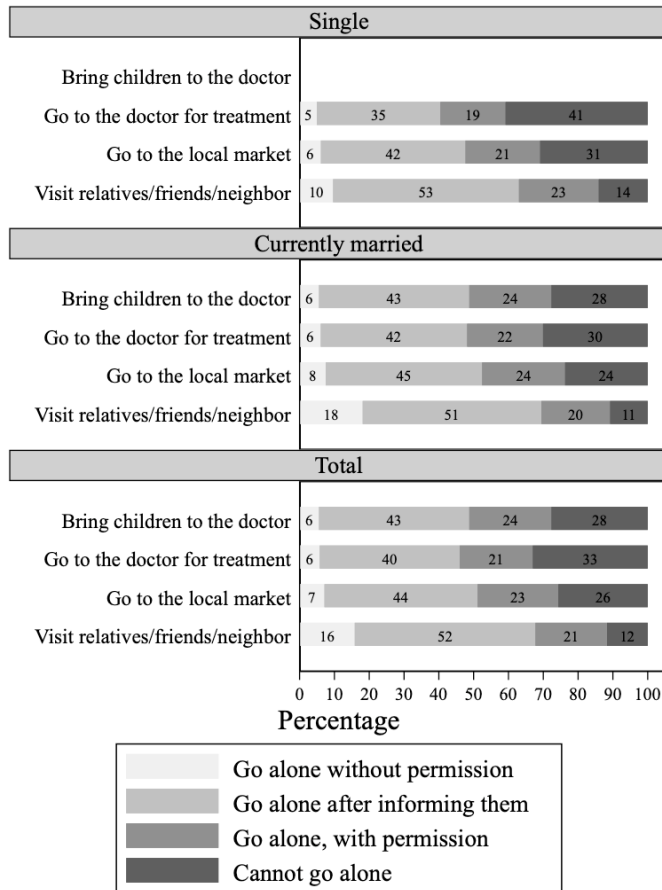 Single
Bring children to the doctor
Go to the doctor for treatment 5 35 19 41
Go to the local market 6 42 21 31
Visit relatives/friends/neighbor 10 53 23 14
Currently married
Bring children to the doctor 6 43 24 28
Go to the doctor for treatment 6 42 22 30
Go to the local market 8 45 24 24
Visit relatives/friends/neighbor 18 51 20 11
Total
Bring children to the doctor 6 43 24 28
Go to the doctor for treatment 6 40 21 33
Go to the local market 7 44 23 26
Visit relatives/friends/neighbor 16 52 21 12
0 10 20 30 40 50 60 70 80 90 100
Percentage
Go alone without permission
Go alone after informing them
Go alone, with permission
Cannot go alone